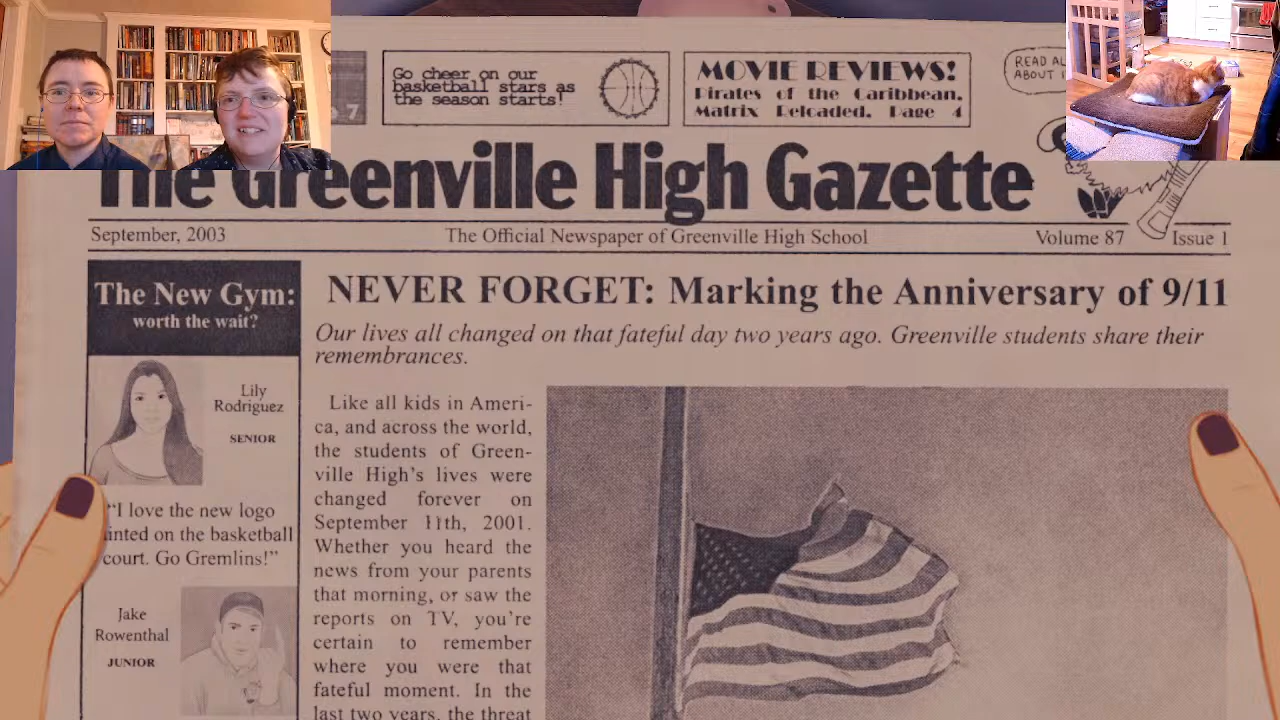 7
Go cheer on our
basketball stars as
the season starts!
MOVIE REVIEWS!
Pirates of the Caribbean,
Matrix Reloaded. Page 4
READ AL
ABOUT I
The Greenville High Gazette
September, 2003
The Official Newspaper of Greenville High School
Volume 87
Issue 1
The New Gym:
worth the wait?
Lily
Rodriguez
SENIOR
"I love the new logo
inted on the basketball
court. Go Gremlins!"
Jake
Rowenthal
JUNIOR
NEVER FORGET: Marking the Anniversary of 9/11
Our lives all changed on that fateful day two years ago. Greenville students share their
remembrances.
Like all kids in Ameri-
ca, and across the world,
the students of Green-
ville High's lives were
changed forever on
September 11th, 2001.
Whether you heard the
news from your parents
that morning, or saw the
reports on TV, you're
certain to remember
where you were that
fateful moment. In the
last two years, the threat